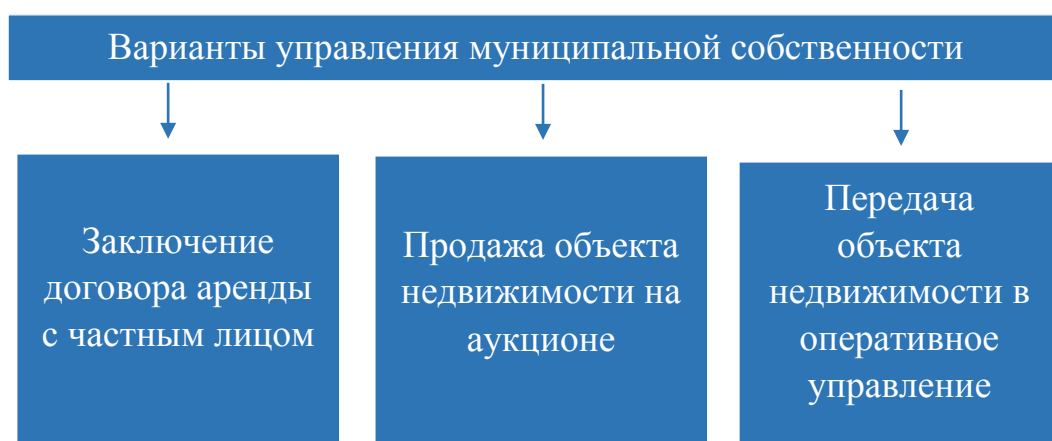 Варианты управления муниципальной собственности
Заключение
договора аренды
с частным лицом
Продажа объекта
недвижимости на
аукционе
Передача
объекта
недвижимости в
оперативное
управление